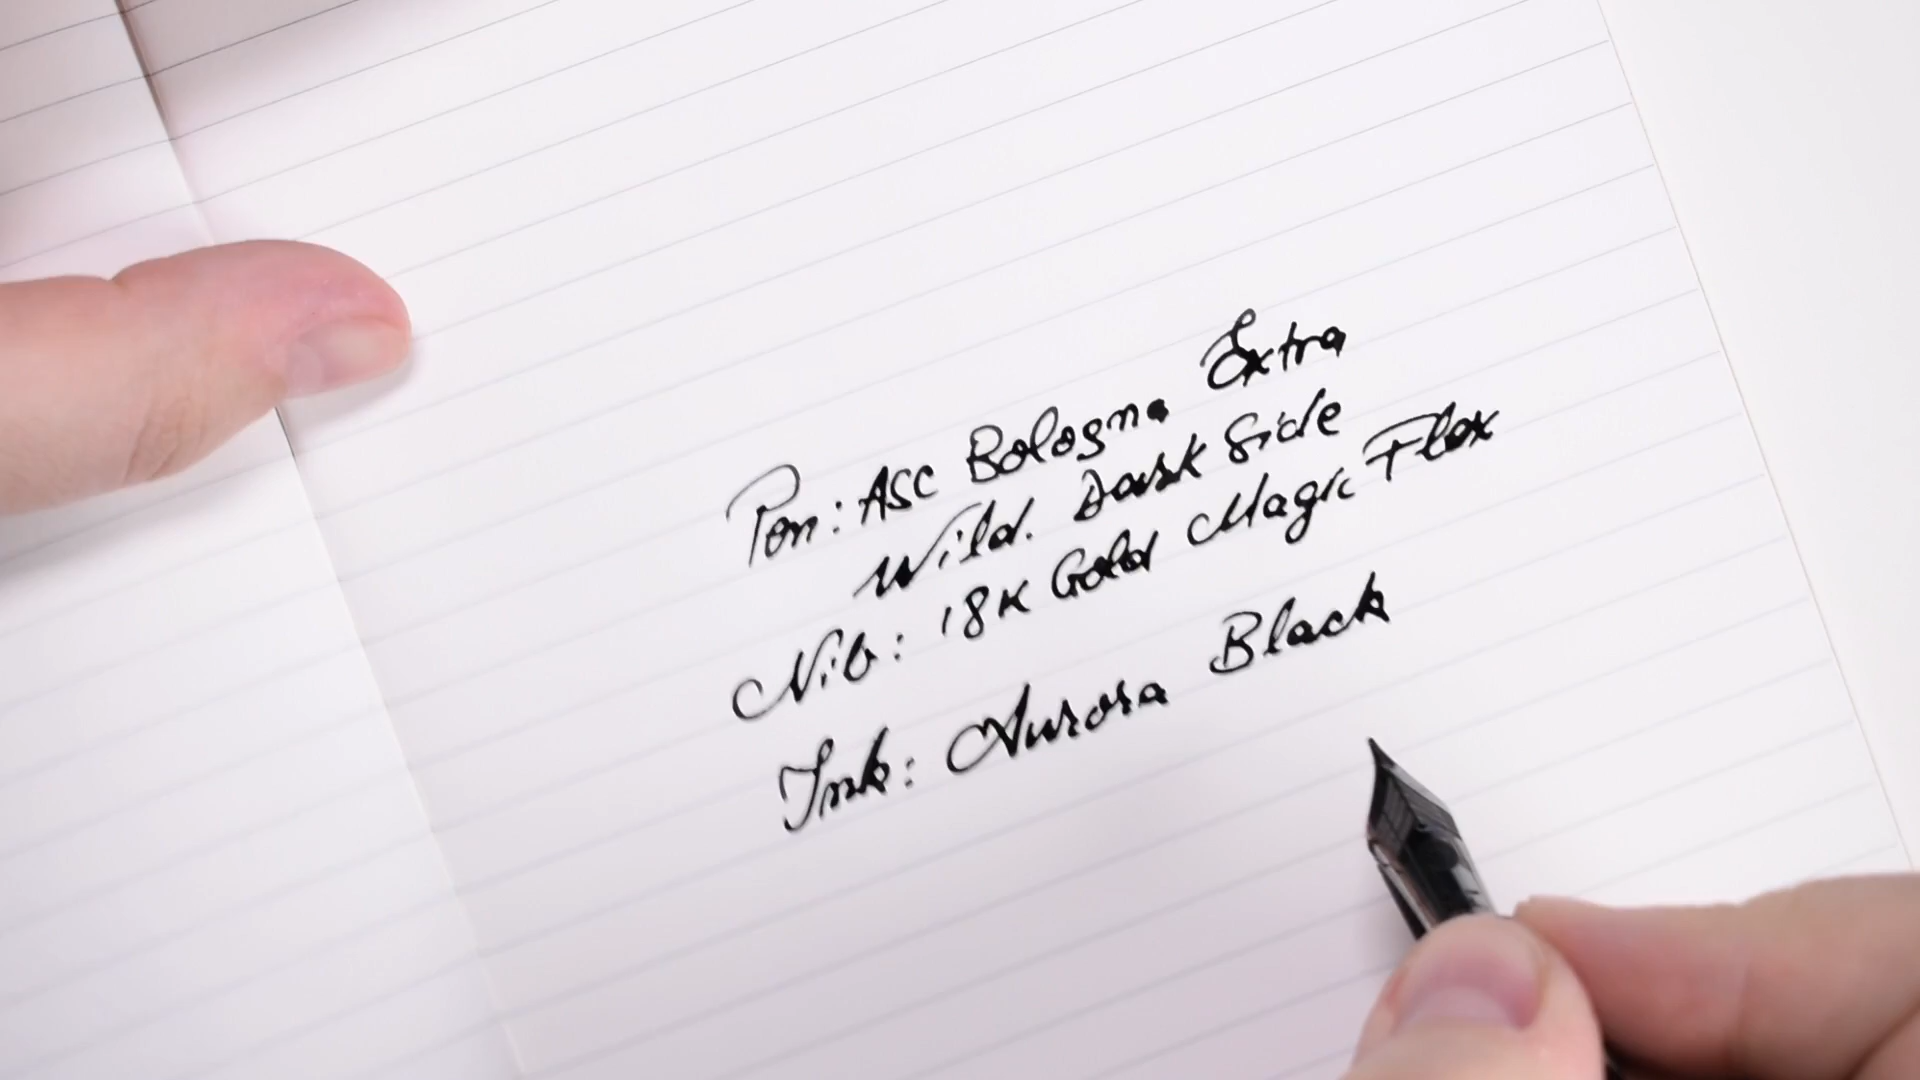 Pen: ASC Bologna Extra
Wild. Dark Side
Nib: 18K Gold Magic Flex
Ink: Aurora Black